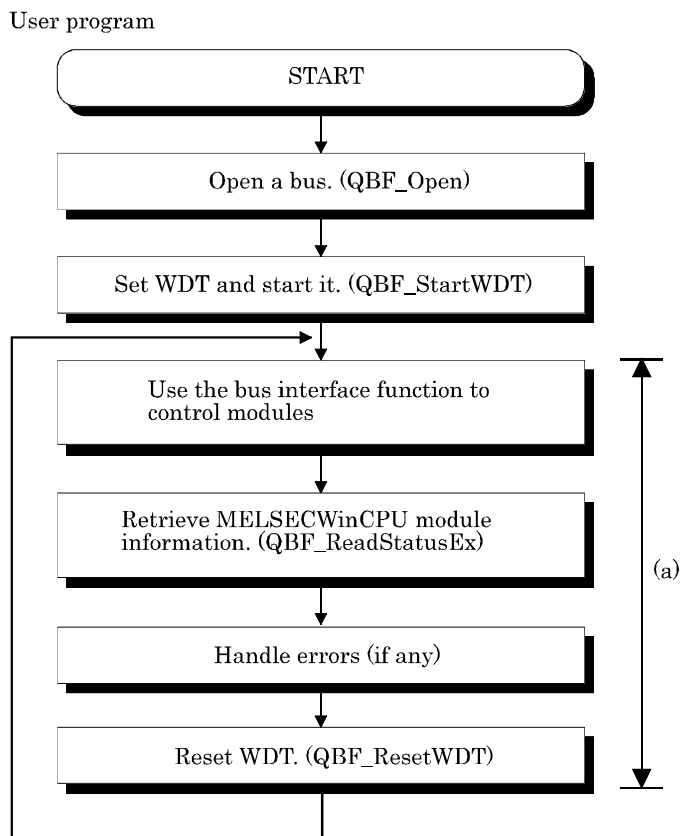 User program
START
Open a bus. (QBF_Open)
Set WDT and start it. (QBF_StartWDT)
Use the bus interface function to
control modules
Retrieve MELSECWinCPU module
information. (QBF_ReadStatusEx)
(a)
Handle errors (if any)
Reset WDT. (QBF_ResetWDT)